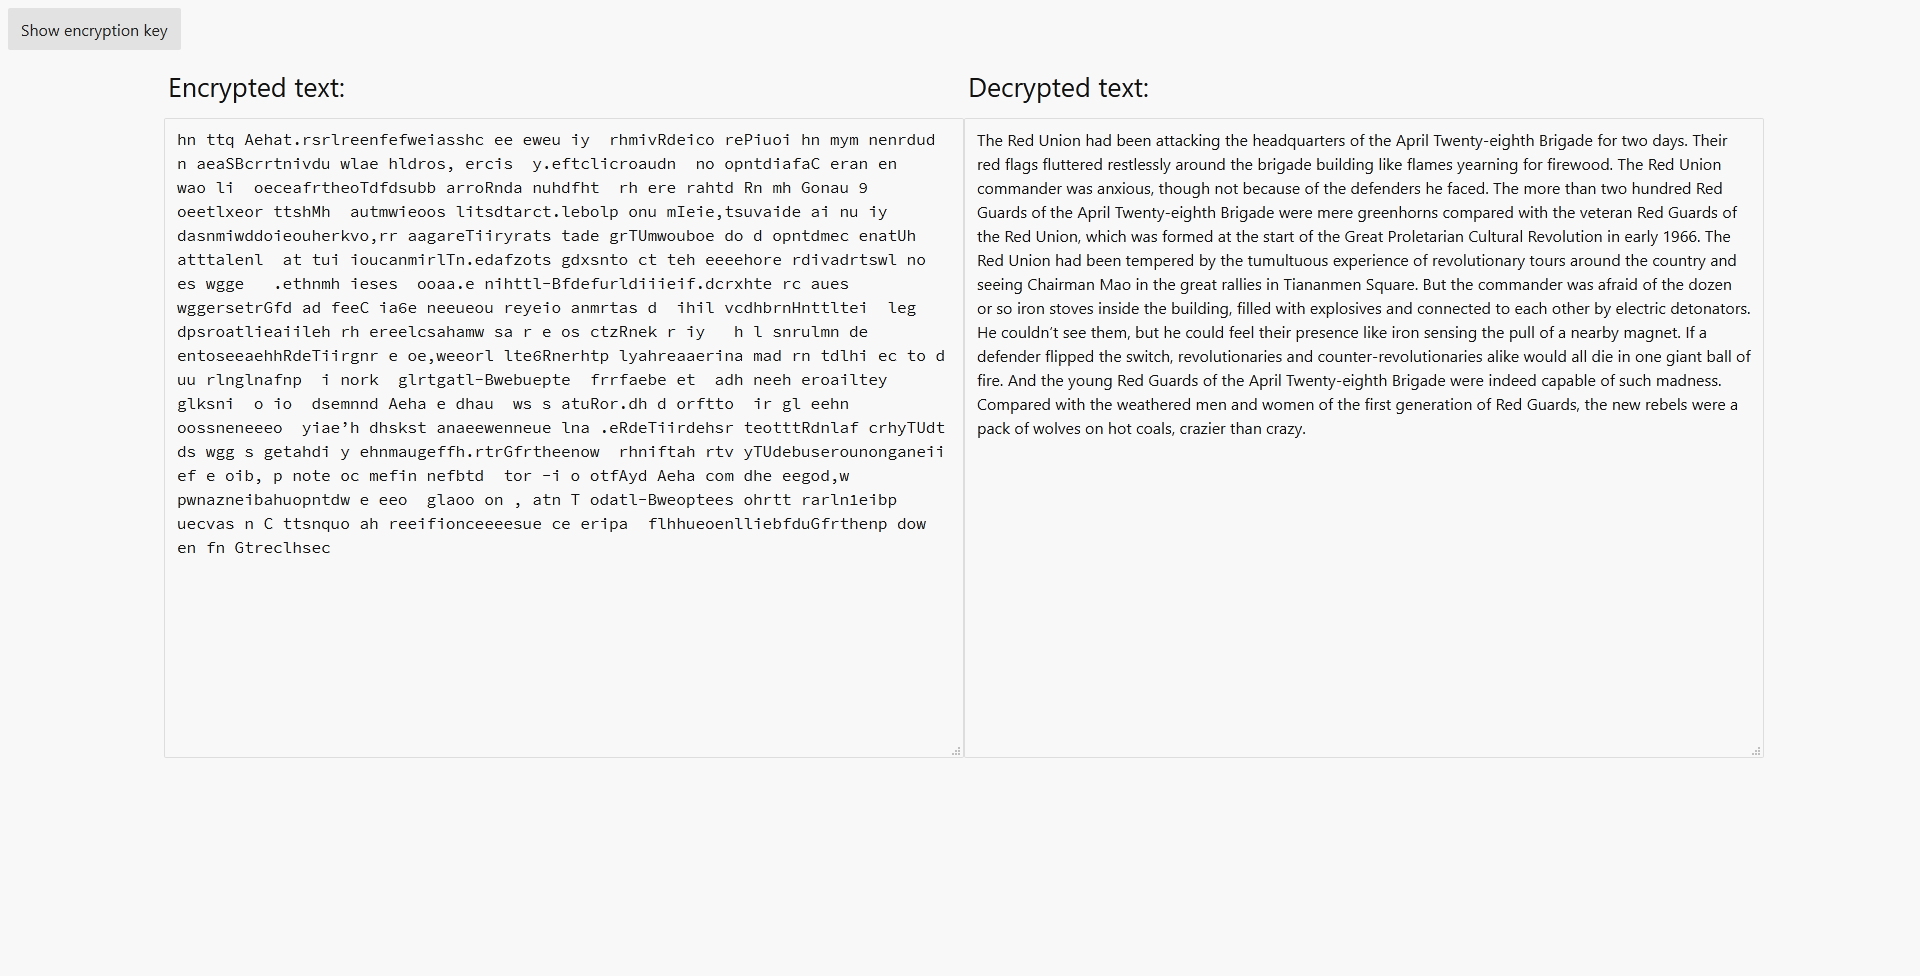 Show encryption key
Encrypted text:
hn ttq Aehat.rsrlreenfefweiasshc ee eweu iy  rhmivRdeico rePiuoi hn mym nenrdud
n aeaSBcrrtnivdu wlae hldros, ercis  y.eftclicroaudn  no opntdiafaC eran en
wao li  oeceafrtheoTdfdsubb arroRnda nuhdfht  rh ere rahtd Rn mh Gonau 9
oeetlxeor ttshMh  autmwieoos litsdtarct.lebolp onu mIeie,tsuvaide ai nu iy
dasnmiwddoieouherkvo,rr aagareTiiryrats tade grTUmwouboe do d opntdmec enatUh
atttalenl  at tui ioucanmirlTn.edafzots gdxsnto ct teh eeeehore rdivadrtswl no
es wgge   .ethnmh ieses  ooaa.e nihttl-Bfdefurldiiieif.dcrxhte rc aues
wggersetrGfd ad feeC ia6e neeueou reyeio anmrtas d  ihil vcdhbrnHnttltei  leg
dpsroatlieaiileh rh ereelcsahamw sa r e os ctzRnek r iy   h l snrulmn de
entoseeaehhRdeTiirgnr e oe,weeorl lte6Rnerhtp lyahreaaerina mad rn tdlhi ec to d
uu rlnglnafnp  i nork  glrtgatl-Bwebuepte  frrfaebe et  adh neeh eroailtey
glksni  o io  dsemnnd Aeha e dhau  ws s atuRor.dh d orftto  ir gl eehn
oossneneeeo  yiae’h dhskst anaeewenneue lna .eRdeTiirdehsr teotttRdnlaf crhyTUdt
ds wgg s getahdi y ehnmaugeffh.rtrGfrtheenow  rhniftah rtv yTUdebuserounonganeii
ef e oib, p note oc mefin nefbtd  tor -i o otfAyd Aeha com dhe eegod,w
pwnazneibahuopntdw e eeo  glaoo on , atn T odatl-Bweoptees ohrtt rarln1eibp
uecvas n C ttsnquo ah reeifionceeeesue ce eripa  flhhueoenlliebfduGfrthenp dow
en fn Gtreclhsec
Decrypted text:
The Red Union had been attacking the headquarters of the April Twenty-eighth Brigade for two days. Their
red flags fluttered restlessly around the brigade building like flames yearning for firewood. The Red Union
commander was anxious, though not because of the defenders he faced. The more than two hundred Red
Guards of the April Twenty-eighth Brigade were mere greenhorns compared with the veteran Red Guards of
the Red Union, which was formed at the start of the Great Proletarian Cultural Revolution in early 1966. The
Red Union had been tempered by the tumultuous experience of revolutionary tours around the country and
seeing Chairman Mao in the great rallies in Tiananmen Square. But the commander was afraid of the dozen
or so iron stoves inside the building, filled with explosives and connected to each other by electric detonators.
He couldn’t see them, but he could feel their presence like iron sensing the pull of a nearby magnet. If a
defender flipped the switch, revolutionaries and counter-revolutionaries alike would all die in one giant ball of
fire. And the young Red Guards of the April Twenty-eighth Brigade were indeed capable of such madness.
Compared with the weathered men and women of the first generation of Red Guards, the new rebels were a
pack of wolves on hot coals, crazier than crazy.